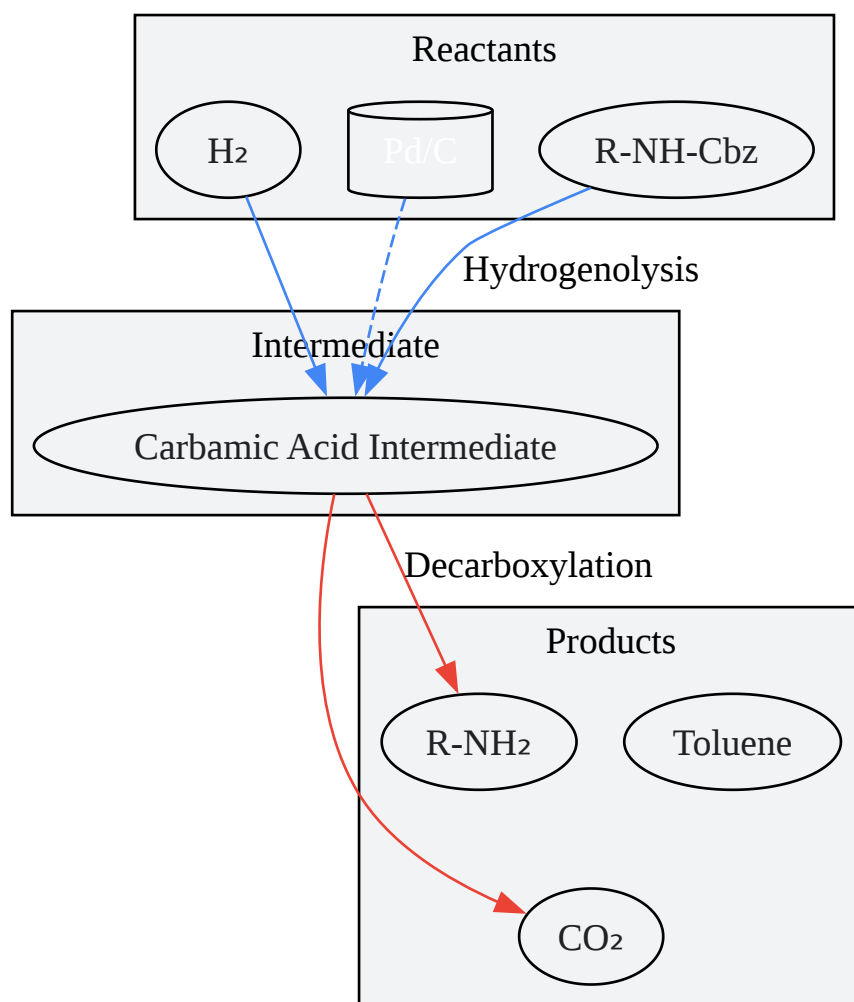 Reactants
H₂
Pd/C
R-NH-Cbz
Hydrogenolysis
Intermediate
Carbamic Acid Intermediate
Decarboxylation
Products
R-NH₂
Toluene
CO₂